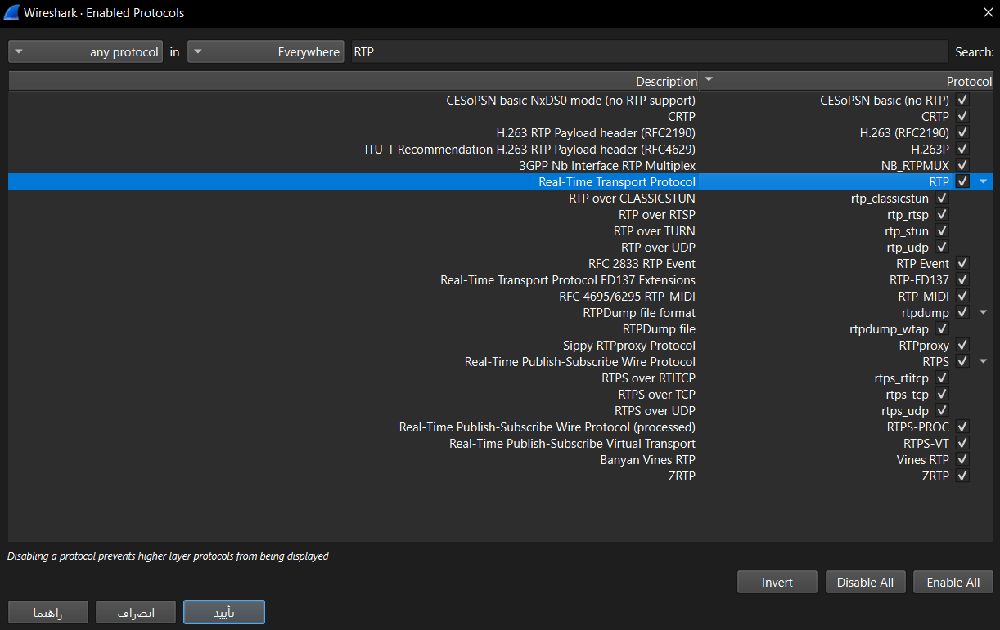 Wireshark · Enabled Protocols
Search: RTP Everywhere in any protocol
Protocol Description
CESoPSN basic (no RTP) CESoPSN basic NxDS0 mode (no RTP support)
CRTP CRTP
H.263 (RFC2190) H.263 RTP Payload header (RFC2190)
H.263P ITU-T Recommendation H.263 RTP Payload header (RFC4629)
NB_RTPMUX 3GPP Nb Interface RTP Multiplex
RTP Real-Time Transport Protocol
rtp_classicstun RTP over CLASSICSTUN
rtp_rtsp RTP over RTSP
rtp_stun RTP over TURN
rtp_udp RTP over UDP
RTP Event RFC 2833 RTP Event
RTP-ED137 Real-Time Transport Protocol ED137 Extensions
RTP-MIDI RFC 4695/6295 RTP-MIDI
rtpdump RTPDump file format
rtpdump_wtap RTPDump file
RTPproxy Sippy RTPproxy Protocol
RTPS Real-Time Publish-Subscribe Wire Protocol
rtps_rtitcp RTPS over RTITCP
rtps_tcp RTPS over TCP
rtps_udp RTPS over UDP
RTPS-PROC Real-Time Publish-Subscribe Wire Protocol (processed)
RTPS-VT Real-Time Publish-Subscribe Virtual Transport
Vines RTP Banyan Vines RTP
ZRTP ZRTP
Disabling a protocol prevents higher layer protocols from being displayed
Enable All Disable All Invert
تأیید انصراف راهنما